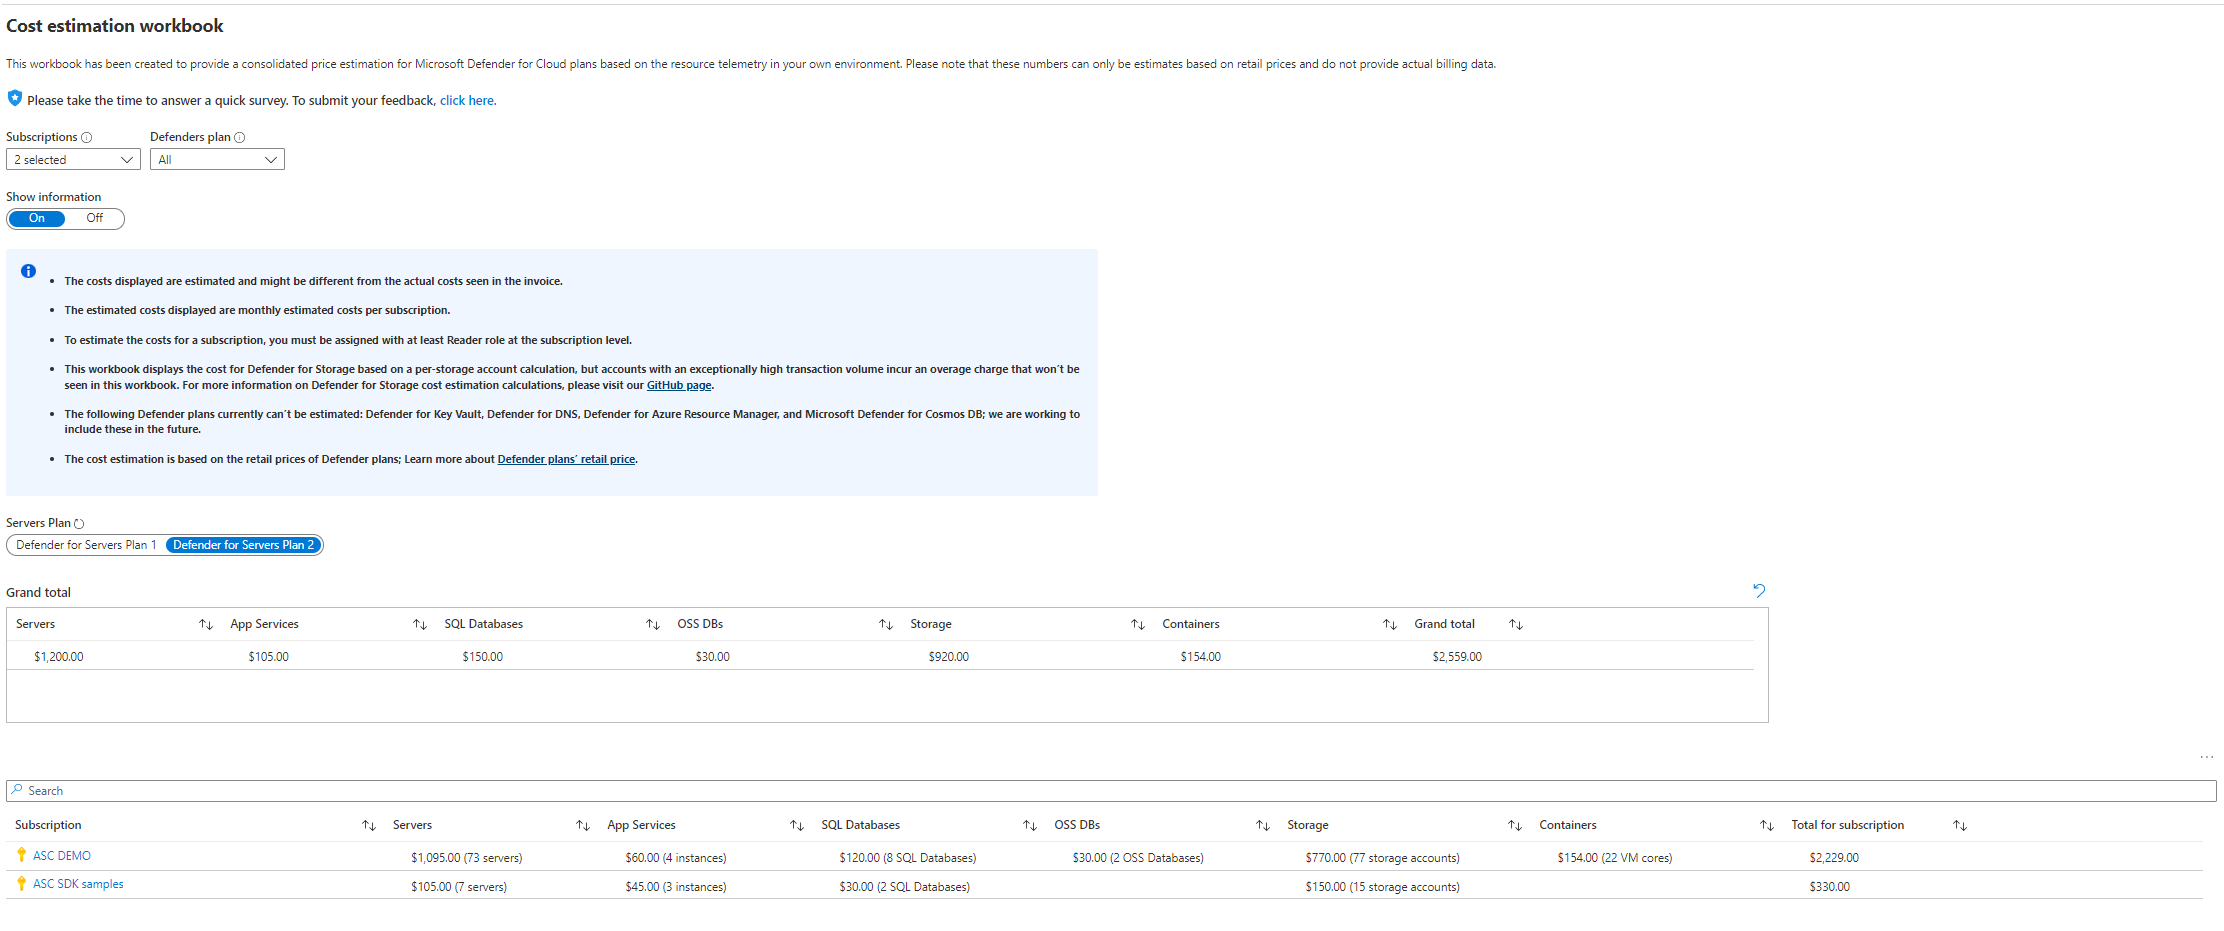 Cost estimation workbook
This workbook has been created to provide a consolidated price estimation for Microsoft Defender for Cloud plans based on the resource telemetry in your own environment. Please note that these numbers can only be estimates based on retail prices and do not provide actual billing data.
Please take the time to answer a quick survey. To submit your feedback, click here.
Subscriptions Defenders plan
2 selected All
Show information
On Off
• The costs displayed are estimated and might be different from the actual costs seen in the invoice.
• The estimated costs displayed are monthly estimated costs per subscription.
• To estimate the costs for a subscription, you must be assigned with at least Reader role at the subscription level.
• This workbook displays the cost for Defender for Storage based on a per-storage account calculation, but accounts with an exceptionally high transaction volume incur an overage charge that won´t be
seen in this workbook. For more information on Defender for Storage cost estimation calculations, please visit our GitHub page.
• The following Defender plans currently can´t be estimated: Defender for Key Vault, Defender for DNS, Defender for Azure Resource Manager, and Microsoft Defender for Cosmos DB; we are working to
include these in the future.
• The cost estimation is based on the retail prices of Defender plans; Learn more about Defender plans´ retail price.
Servers Plan
Defender for Servers Plan 1 Defender for Servers Plan 2
Grand total
Servers App Services SQL Databases OSS DBs Storage Containers Grand total
$1,200.00 $105.00 $150.00 $30.00 $920.00 $154.00 $2,559.00
Search
Subscription Servers App Services SQL Databases OSS DBs Storage Containers Total for subscription
ASC DEMO $1,095.00 (73 servers) $60.00 (4 instances) $120.00 (8 SQL Databases) $30.00 (2 OSS Databases) $770.00 (77 storage accounts) $154.00 (22 VM cores) $2,229.00
ASC SDK samples $105.00 (7 servers) $45.00 (3 instances) $30.00 (2 SQL Databases) $150.00 (15 storage accounts) $330.00